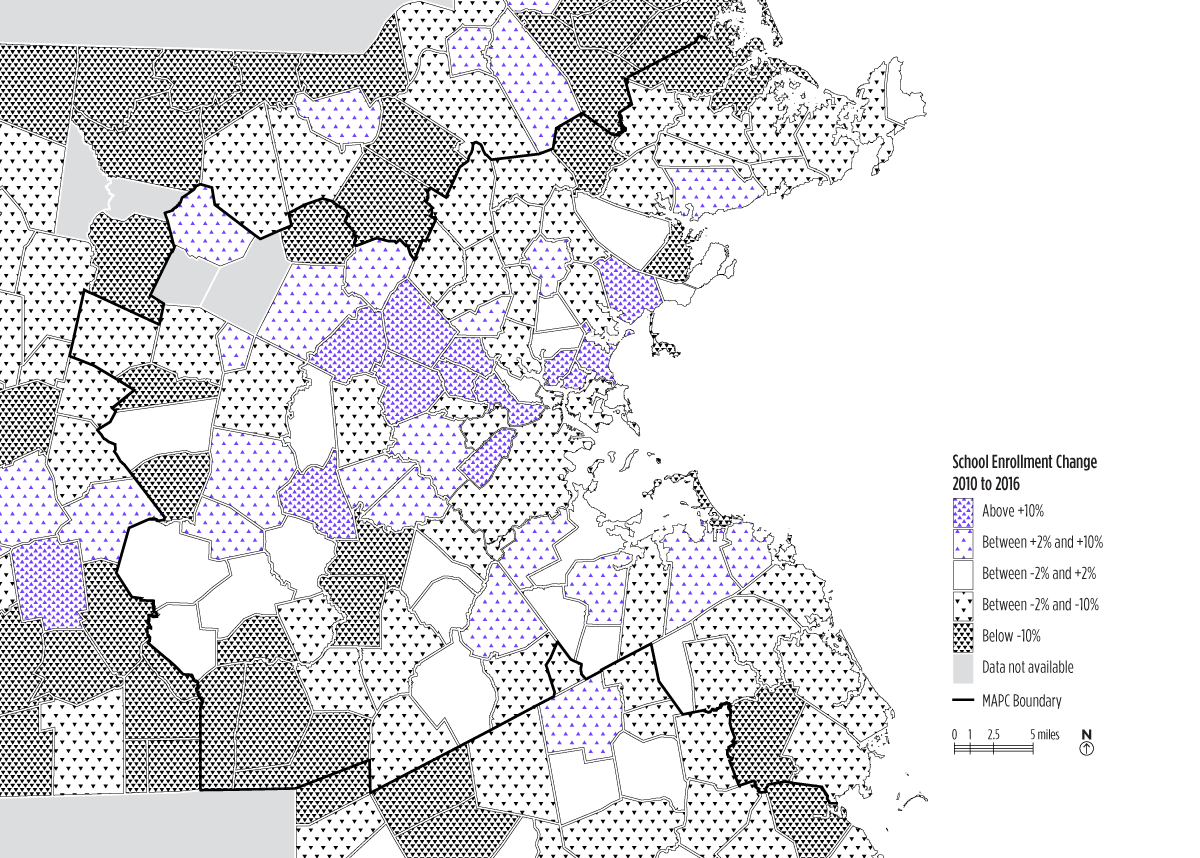 School Enrollment Change
2010 to 2016
Above +10%
Between +2% and +10%
Between -2% and +2%
Between -2% and -10%
Below -10%
Data not available
MAPC Boundary
0 1 2.5 5 miles
N